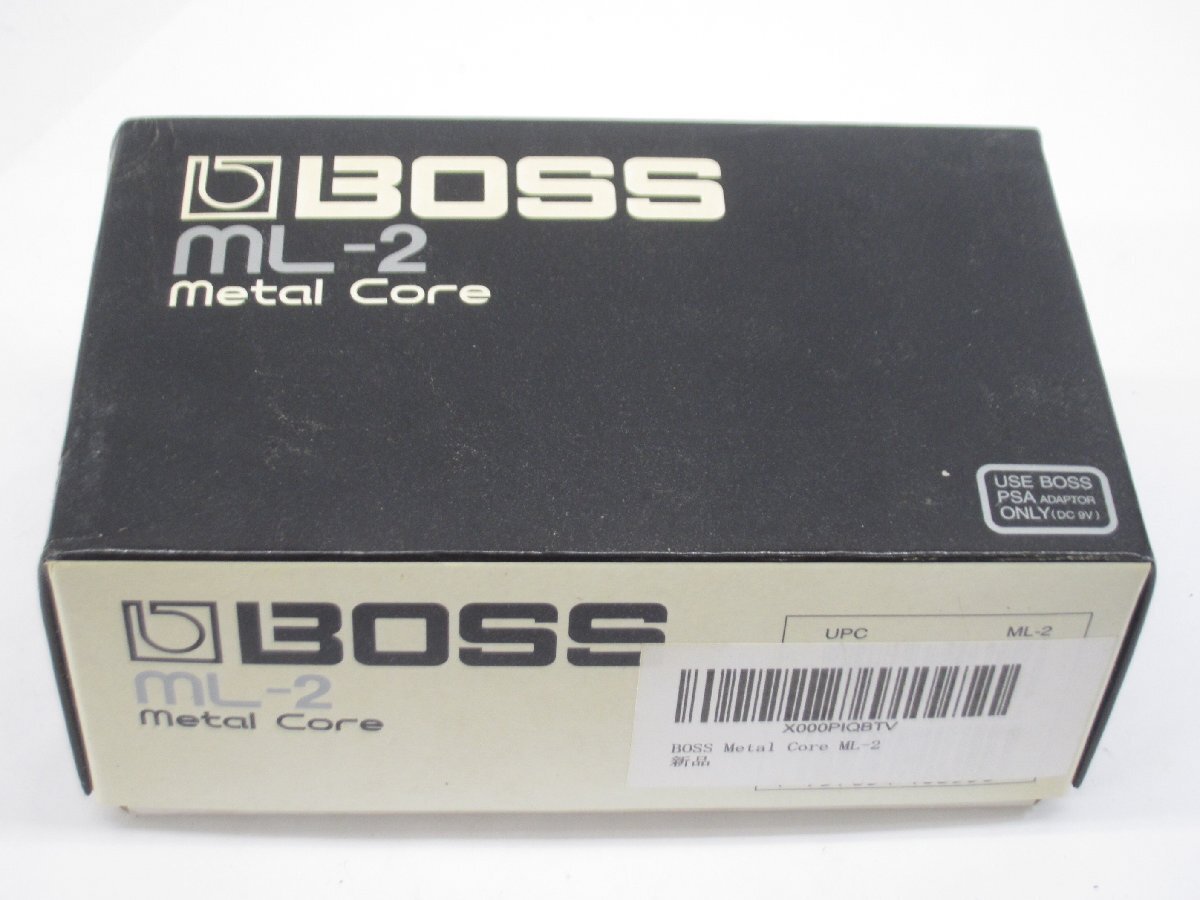 BOSS
ML-2
Metal Core
USE BOSS
PSA ADAPTOR
ONLY (DC 9V)
BOSS
ML-2
Metal Core
UPC ML-2
X000PIQBTV
BOSS Metal Core ML-2
新品